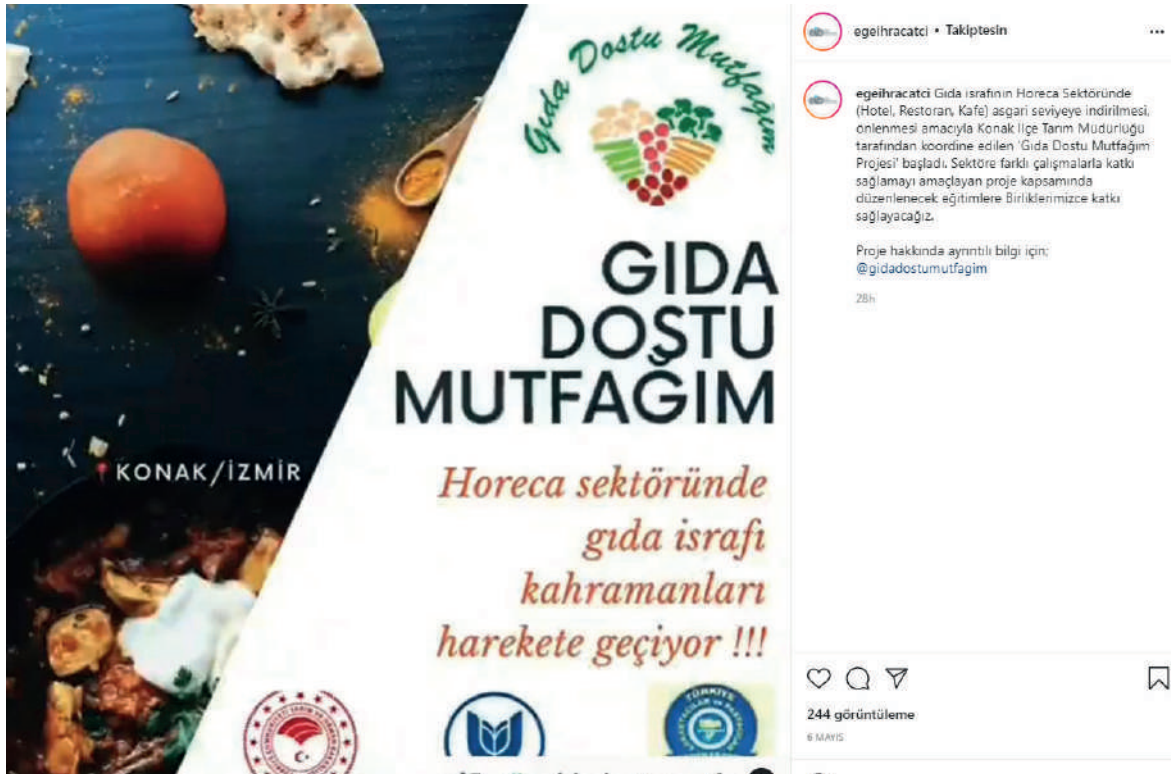 Gıda Dostu Mutfağım
GIDA
DOSTU
MUTFAĞIM
KONAK/İZMİR
Horeca sektöründe
gıda israfı
kahramanları
harekete geçiyor !!!
TÜRKİYE
egeihracatci • Takiptesin
egeihracatci Gıda israfının Horeca Sektöründe
(Hotel, Restoran, Kafe) asgari seviyeye indirilmesi,
önlenmesi amacıyla Konak İlçe Tarım Müdürlüğü
tarafından koordine edilen 'Gıda Dostu Mutfağım
Projesi' başladı. Sektöre farklı çalışmalarla katkı
sağlamayı amaçlayan proje kapsamında
düzenlenecek eğitimlere Birliklerimizce katkı
sağlayacağız.
Proje hakkında ayrıntılı bilgi için;
@gidadostumutfagim
28h
244 görüntüleme
6 MAYIS